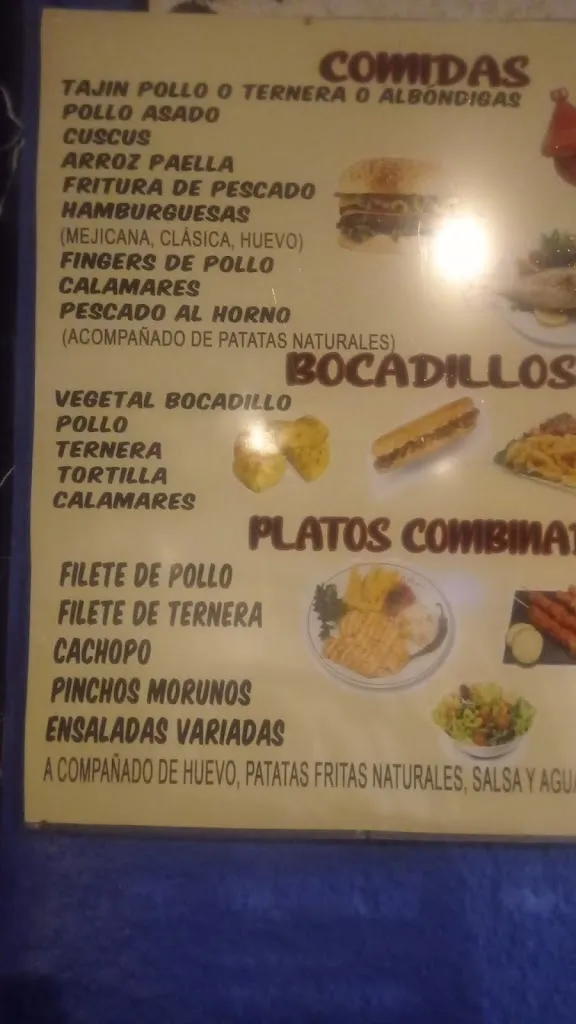 COMIDAS
TAJIN POLLO O TERNERA O ALBÓNDIGAS
POLLO ASADO
CUSCUS
ARROZ PAELLA
FRITURA DE PESCADO
HAMBURGUESAS
(MEJICANA, CLÁSICA, HUEVO)
FINGERS DE POLLO
CALAMARES
PESCADO AL HORNO
(ACOMPAÑADO DE PATATAS NATURALES)
BOCADILLOS
VEGETAL BOCADILLO
POLLO
TERNERA
TORTILLA
CALAMARES
PLATOS COMBINA
FILETE DE POLLO
FILETE DE TERNERA
CACHOPO
PINCHOS MORUNOS
ENSALADAS VARIADAS
A COMPAÑADO DE HUEVO, PATATAS FRITAS NATURALES, SALSA Y AGUA